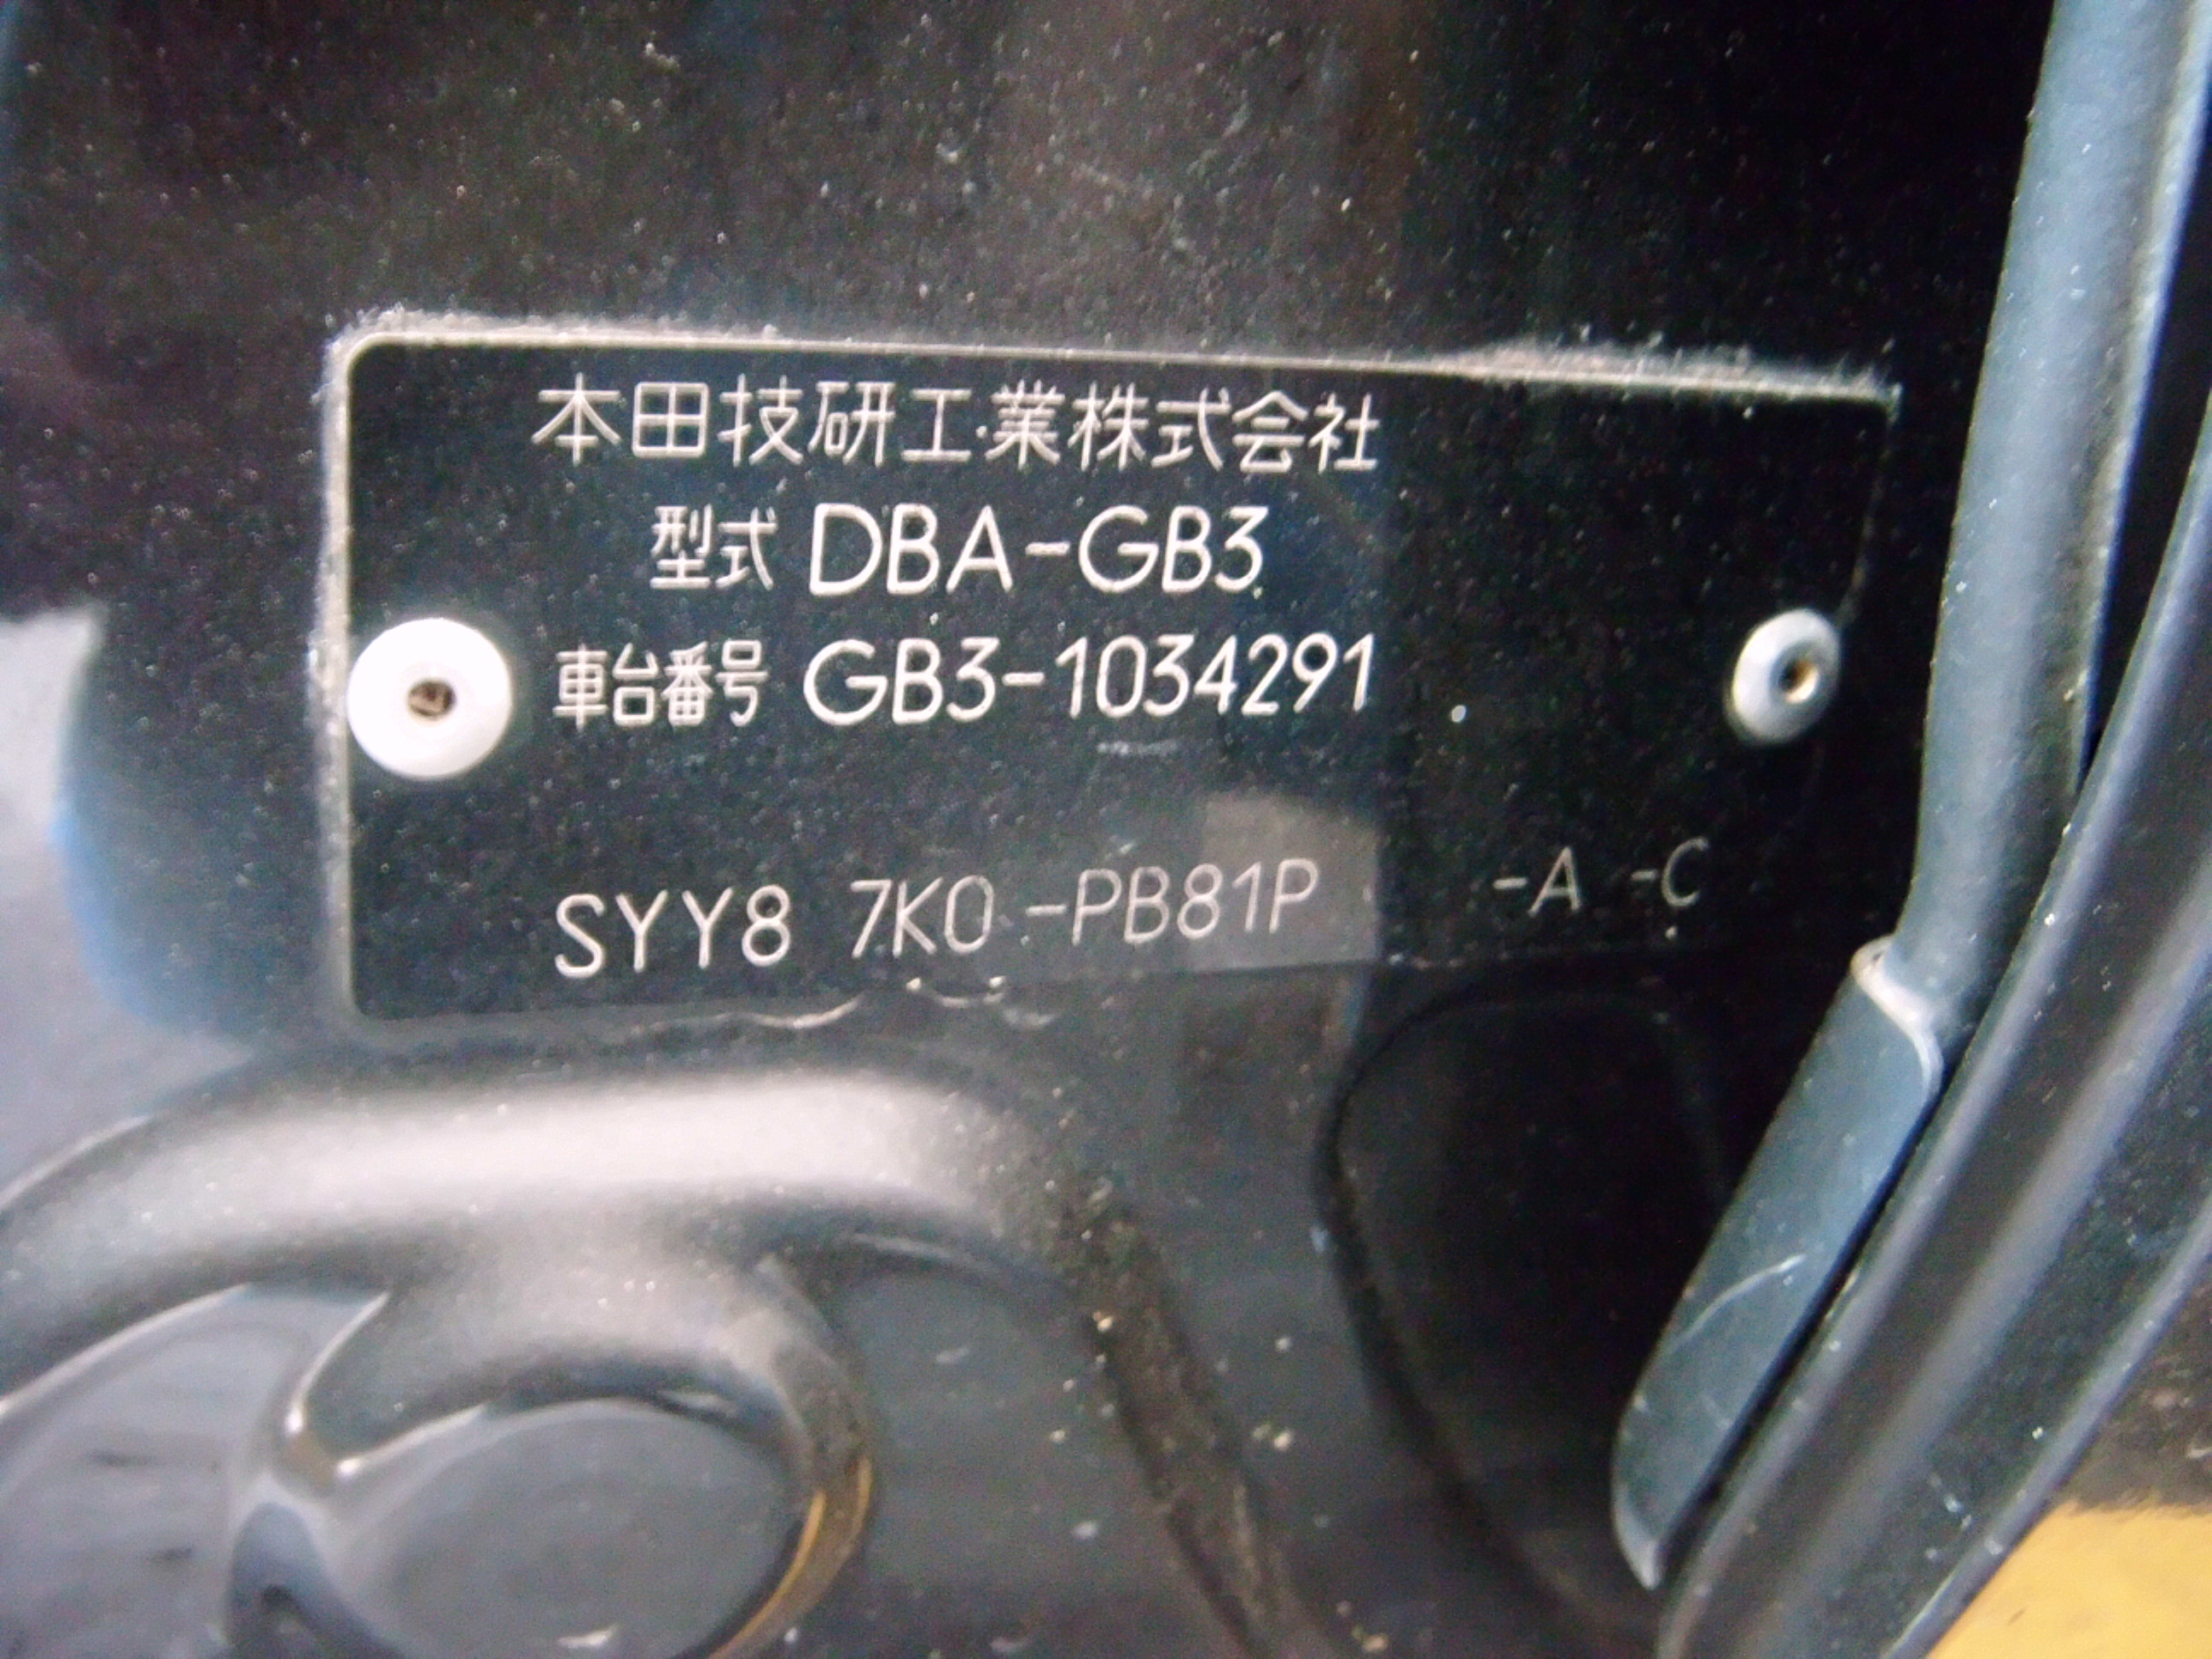 本田技研工業株式会社
型式 DBA-GB3
車台番号 GB3-1034291
SYY8 7K0 -PB81P -A -C